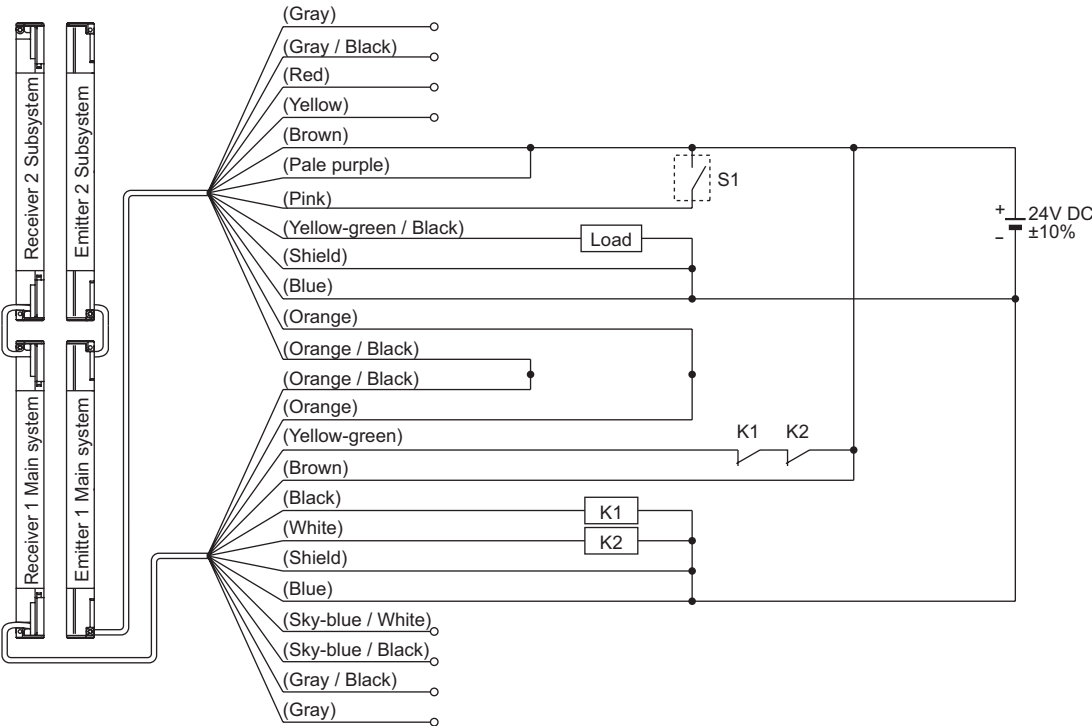 Receiver 2 Subsystem
Emitter 2 Subsystem
Receiver 1 Main system
Emitter 1 Main system
(Gray)
(Gray / Black)
(Red)
(Yellow)
(Brown)
(Pale purple)
(Pink)
S1
(Yellow-green / Black)
Load
(Shield)
(Blue)
+
24V DC
−
±10%
(Orange)
(Orange / Black)
(Orange / Black)
(Orange)
(Yellow-green)
K1
K2
(Brown)
(Black)
K1
(White)
K2
(Shield)
(Blue)
(Sky-blue / White)
(Sky-blue / Black)
(Gray / Black)
(Gray)